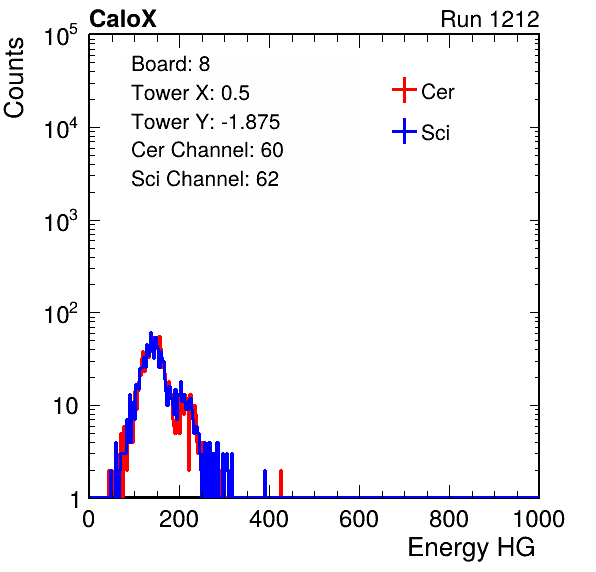 CaloX Run 1212
Counts
10^5
10^4
10^3
10^2
10
1
Board: 8
Tower X: 0.5
Tower Y: -1.875
Cer Channel: 60
Sci Channel: 62
Cer
Sci
0 200 400 600 800 1000
Energy HG